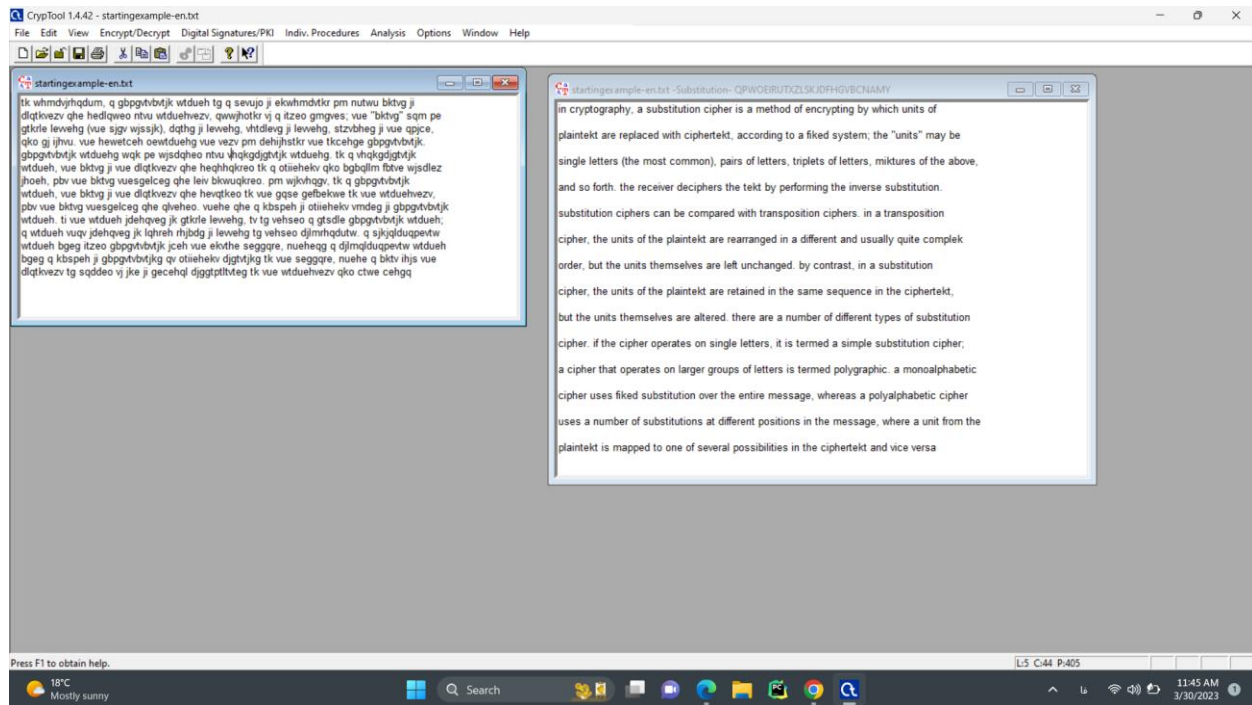 CrypTool 1.4.42 - startingexample-en.txt
File Edit View Encrypt/Decrypt Digital Signatures/PKI Indiv. Procedures Analysis Options Window Help
startingexample-en.txt
tk whmdvjrhqdum, q gbpgvtvbvtjk wtdueh tg q sevujo ji ekwhmdvtkr pm nutwu bktvg ji
dlqtkvezv qhe hedlqweo ntvu wtduehvezv, qwwjhotkr vj q itzeo gmgves; vue "bktvg" sqm pe
gtkrle levvehg (vue sjgv wjssjk), dqthg ji levvehg, vhtdlevg ji levvehg, stzvbheg ji vue qpjce,
qko gj ijhvu. vue hewetceh oewtduehg vue vezv pm dehijhstkr vue tkcehge gbpgvtvbvtjk.
gbpgvtvbvtjk wtduehg wqk pe wjsdqheo ntvu vhqkgdjgtvtjk wtduehg. tk q vhqkgdjgtvtjk
wtdueh, vue bktvg ji vue dlqtkvezv qhe heqhhqkreo tk q otiiehekv qko bgbqllm fbtve wjsdlez
jhoeh, pbv vue bktvg vuesgelceg qhe leiv bkwuqkreo. pm wjkvhqgv, tk q gbpgvtvbvtjk
wtdueh, vue bktvg ji vue dlqtkvezv qhe hevqtkeo tk vue gqse gefbekwe tk vue wtduehvezv,
pbv vue bktvg vuesgelceg qhe qlveheo. vuehe qhe q kbspeh ji otiiehekv vmdeg ji gbpgvtvbvtjk
wtdueh. ti vue wtdueh jdehqveg jk gtkrle levvehg, tv tg vehseo q gtsdle gbpgvtvbvtjk wtdueh;
q wtdueh vuqv jdehqveg jk lqhreh rhjbdg ji levvehg tg vehseo djlmrhqdutw. q sjkjqlduqpevtw
wtdueh bgeg itzeo gbpgvtvbvtjk jceh vue ekvthe seggqre, nueheqg q djlmqlduqpevtw wtdueh
bgeg q kbspeh ji gbpgvtvbvtjkg qv otiiehekv djgtvtjkg tk vue seggqre, nuehe q bktv ihjs vue
dlqtkvezv tg sqddeo vj jke ji gecehql djggtptltvteg tk vue wtduehvezv qko ctwe cehgq
startingexample-en.txt -Substitution- QPWOEIRUTXZLSKJDFHGVBCNAMY
in cryptography, a substitution cipher is a method of encrypting by which units of
plaintekt are replaced with ciphertekt, according to a fiked system; the "units" may be
single letters (the most common), pairs of letters, triplets of letters, miktures of the above,
and so forth. the receiver deciphers the tekt by performing the inverse substitution.
substitution ciphers can be compared with transposition ciphers. in a transposition
cipher, the units of the plaintekt are rearranged in a different and usually quite complek
order, but the units themselves are left unchanged. by contrast, in a substitution
cipher, the units of the plaintekt are retained in the same sequence in the ciphertekt,
but the units themselves are altered. there are a number of different types of substitution
cipher. if the cipher operates on single letters, it is termed a simple substitution cipher;
a cipher that operates on larger groups of letters is termed polygraphic. a monoalphabetic
cipher uses fiked substitution over the entire message, whereas a polyalphabetic cipher
uses a number of substitutions at different positions in the message, where a unit from the
plaintekt is mapped to one of several possibilities in the ciphertekt and vice versa
Press F1 to obtain help.
L:5 C:44 P:405
18°C
Mostly sunny
Search
فا
11:45 AM
3/30/2023